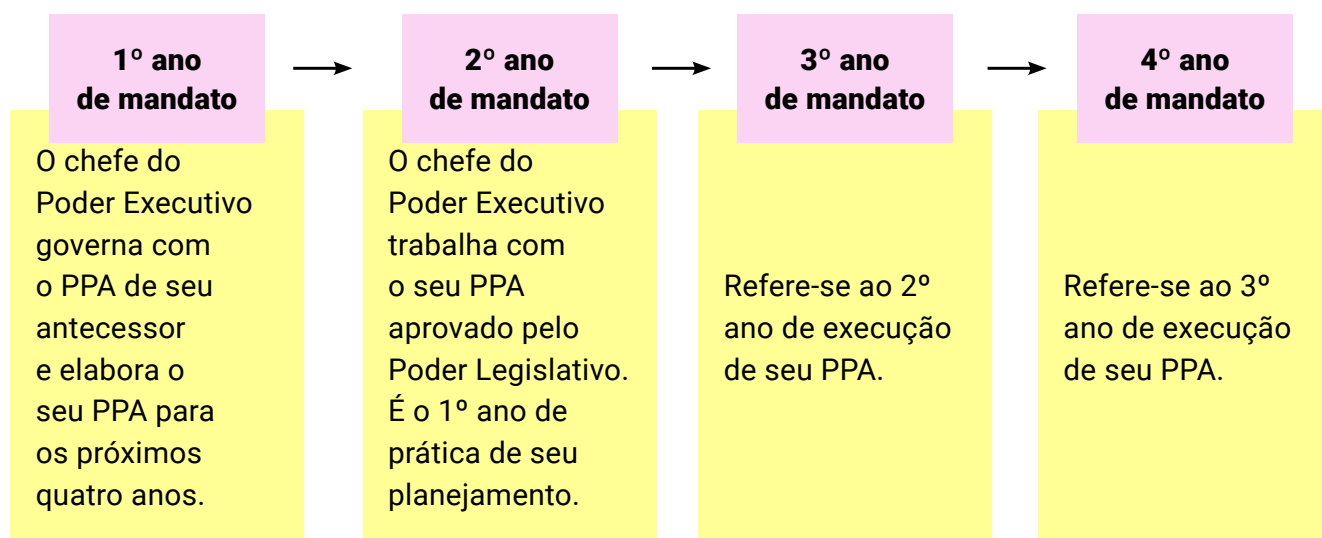 1º ano
de mandato
O chefe do
Poder Executivo
governa com
o PPA de seu
antecessor
e elabora o
seu PPA para
os próximos
quatro anos.
2º ano
de mandato
O chefe do
Poder Executivo
trabalha com
o seu PPA
aprovado pelo
Poder Legislativo.
É o 1º ano de
prática de seu
planejamento.
3º ano
de mandato
Refere-se ao 2º
ano de execução
de seu PPA.
4º ano
de mandato
Refere-se ao 3º
ano de execução
de seu PPA.